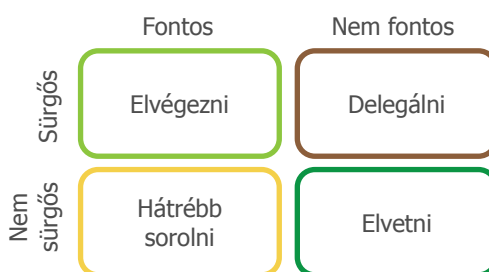 Fontos
Nem fontos
Sürgős
Elvégezni
Delegálni
Nem
sürgős
Hátrébb
sorolni
Elvetni